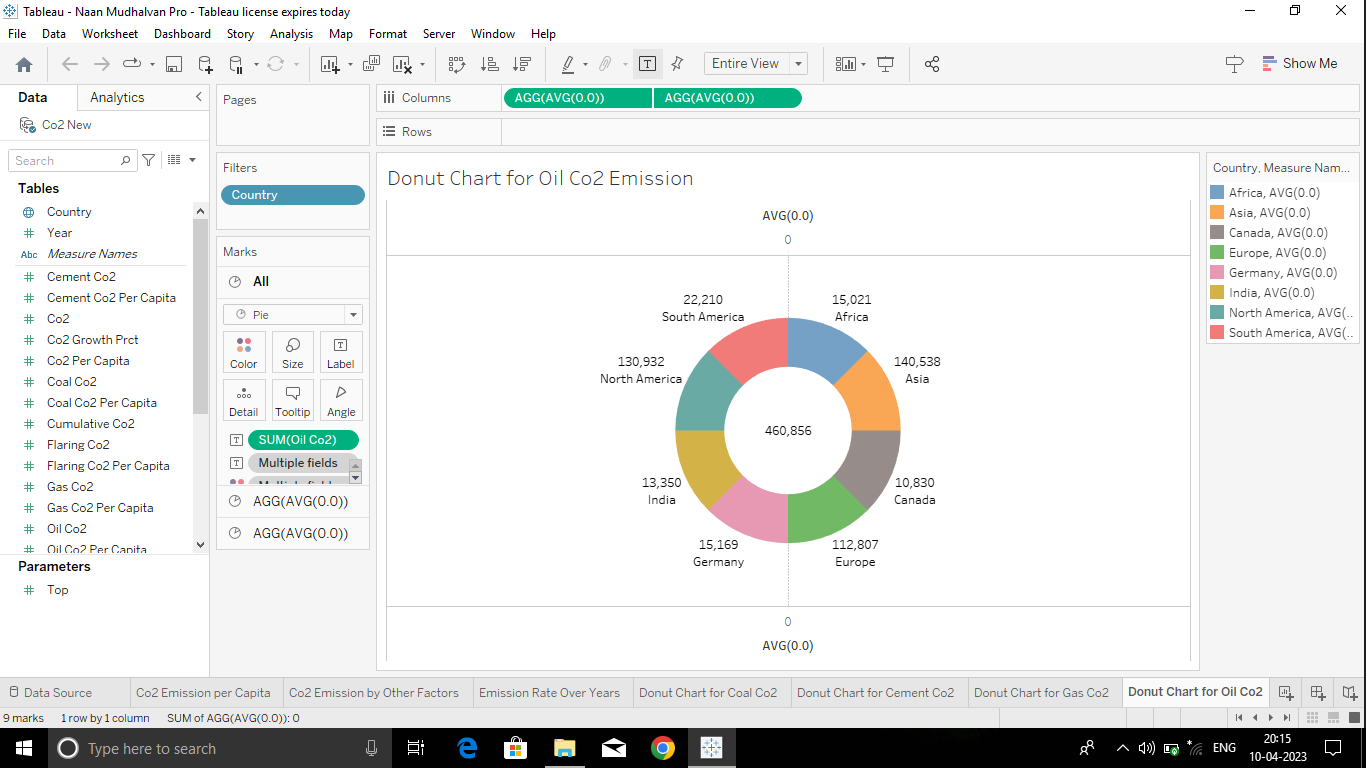 Tableau - Naan Mudhalvan Pro - Tableau license expires today
File Data Worksheet Dashboard Story Analysis Map Format Server Window Help
Entire View
Show Me
Data Analytics
Co2 New
Search
Tables
Country
Year
Abc Measure Names
Cement Co2
Cement Co2 Per Capita
Co2
Co2 Growth Prct
Co2 Per Capita
Coal Co2
Coal Co2 Per Capita
Cumulative Co2
Flaring Co2
Flaring Co2 Per Capita
Gas Co2
Gas Co2 Per Capita
Oil Co2
Oil Co2 Per Capita
Parameters
Top
Pages
Filters
Country
Marks
All
Pie
Color Size Label
Detail Tooltip Angle
SUM(Oil Co2)
Multiple fields
AGG(AVG(0.0))
AGG(AVG(0.0))
Columns AGG(AVG(0.0)) AGG(AVG(0.0))
Rows
Donut Chart for Oil Co2 Emission
AVG(0.0)
0
22,210
South America
15,021
Africa
130,932
North America
140,538
Asia
460,856
13,350
India
10,830
Canada
15,169
Germany
112,807
Europe
0
AVG(0.0)
Country, Measure Nam...
Africa, AVG(0.0)
Asia, AVG(0.0)
Canada, AVG(0.0)
Europe, AVG(0.0)
Germany, AVG(0.0)
India, AVG(0.0)
North America, AVG(..
South America, AVG(..
Data Source Co2 Emission per Capita Co2 Emission by Other Factors Emission Rate Over Years Donut Chart for Coal Co2 Donut Chart for Cement Co2 Donut Chart for Gas Co2 Donut Chart for Oil Co2
9 marks 1 row by 1 column SUM of AGG(AVG(0.0)): 0
Type here to search
ENG
20:15
10-04-2023